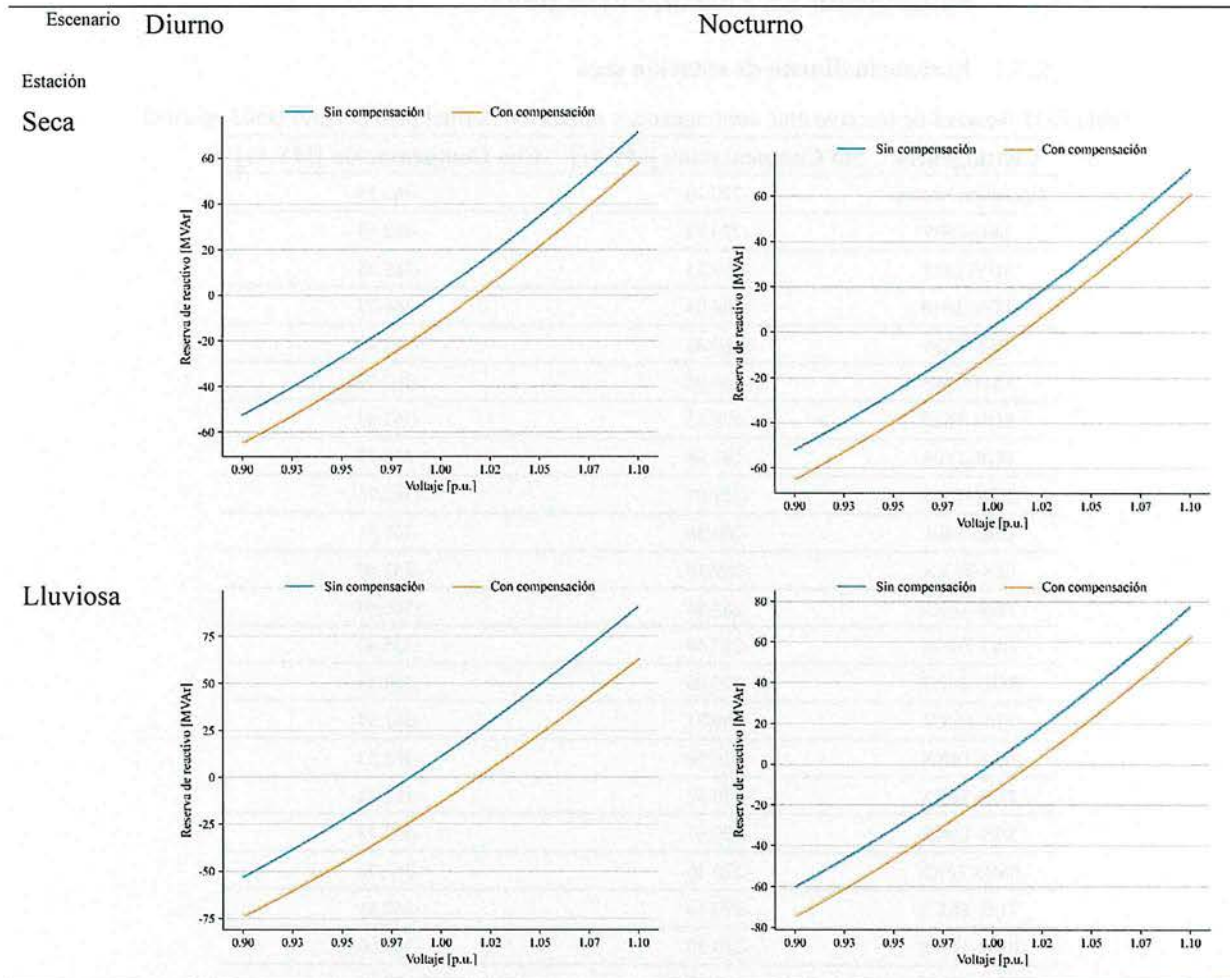 Escenario Diurno Nocturno
Estación
Seca
Sin compensación Con compensación
Reserva de reactivo [MVAr]
60
40
20
0
-20
-40
-60
0.90 0.93 0.95 0.97 1.00 1.02 1.05 1.07 1.10
Voltaje [p.u.]
Sin compensación Con compensación
Reserva de reactivo [MVAr]
60
40
20
0
-20
-40
-60
0.90 0.93 0.95 0.97 1.00 1.02 1.05 1.07 1.10
Voltaje [p.u.]
Lluviosa
Sin compensación Con compensación
Reserva de reactivo [MVAr]
75
50
25
0
-25
-50
-75
0.90 0.93 0.95 0.97 1.00 1.02 1.05 1.07 1.10
Voltaje [p.u.]
Sin compensación Con compensación
Reserva de reactivo [MVAr]
80
60
40
20
0
-20
-40
-60
-80
0.90 0.93 0.95 0.97 1.00 1.02 1.05 1.07 1.10
Voltaje [p.u.]